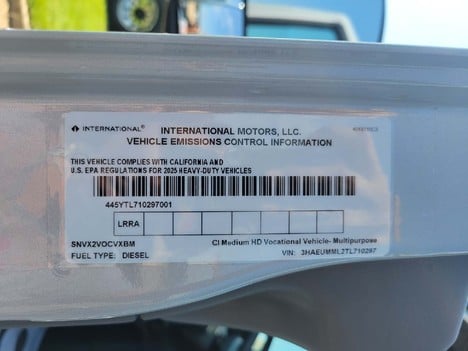 INTERNATIONAL® INTERNATIONAL MOTORS, LLC.
VEHICLE EMISSIONS CONTROL INFORMATION
THIS VEHICLE COMPLIES WITH CALIFORNIA AND
U.S. EPA REGULATIONS FOR 2025 HEAVY-DUTY VEHICLES
445YTL710297001
LRRA
SNVX2VOCVXBM CI Medium HD Vocational Vehicle- Multipurpose
FUEL TYPE: DIESEL VIN: 3HAEUMML2TL710297